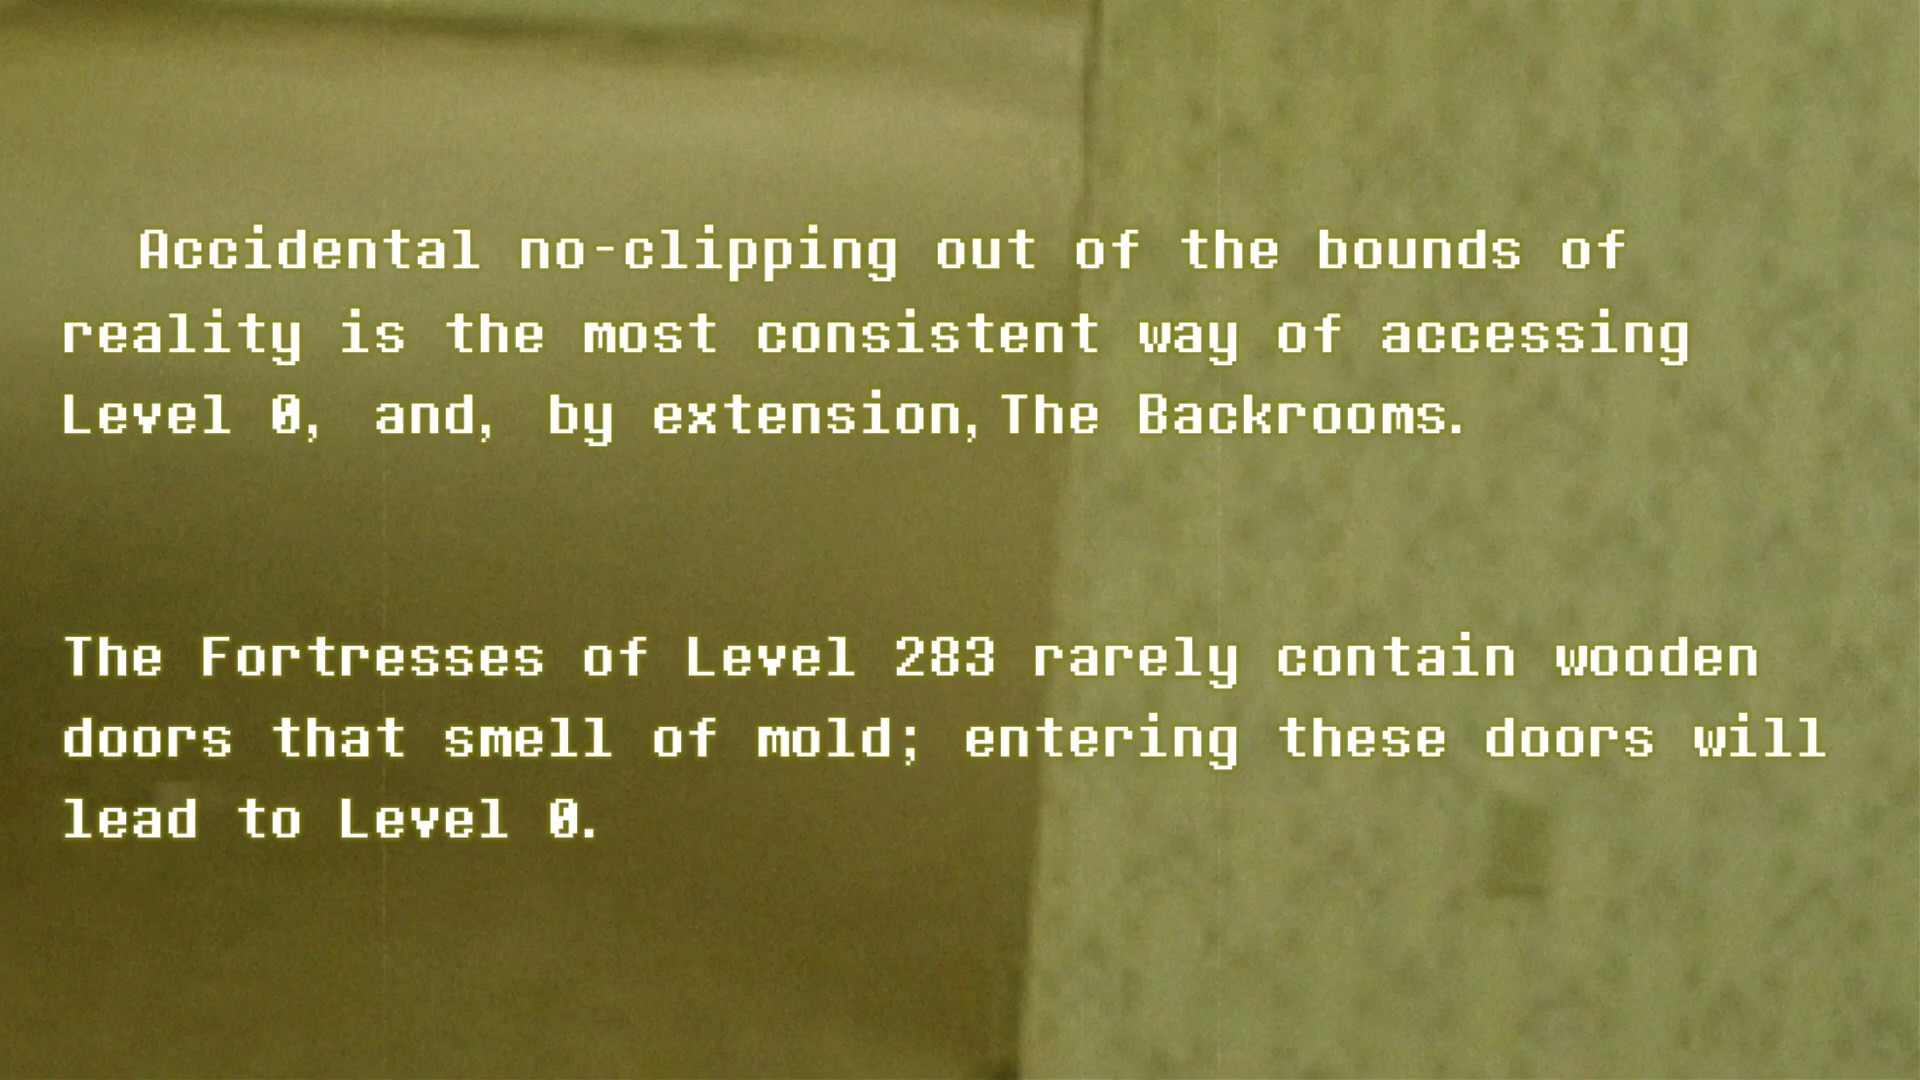 Accidental no-clipping out of the bounds of
reality is the most consistent way of accessing
Level 0, and, by extension, The Backrooms.
The Fortresses of Level 283 rarely contain wooden
doors that smell of mold; entering these doors will
lead to Level 0.